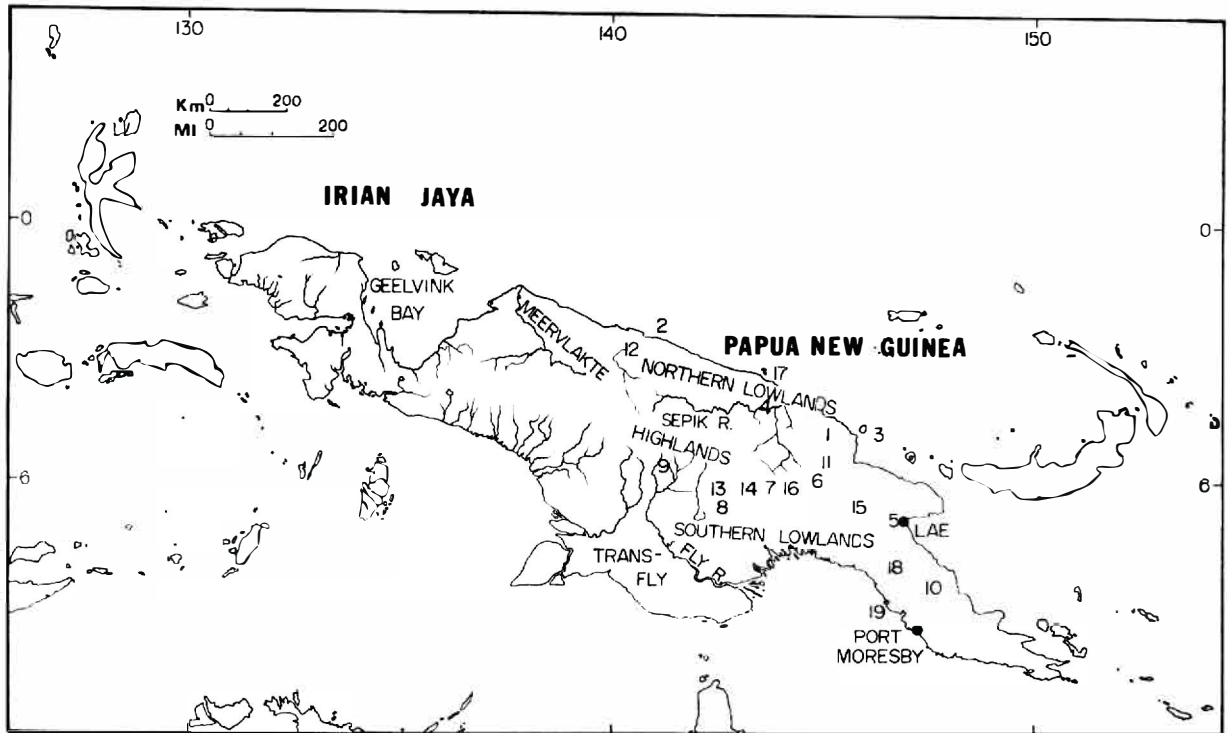 130
140
150
Km 0 200
MI 0 200
IRIAN JAYA
0
0
GEELVINK
BAY
MEERVLAKTE
2
PAPUA NEW GUINEA
12
17
NORTHERN LOWLANDS
4
SEPIK R.
3
1
HIGHLANDS
9
11
6
6
13
14
7
16
6
8
15
5
LAE
SOUTHERN LOWLANDS
TRANS-
FLY
FLY R.
18
10
19
PORT
MORESBY